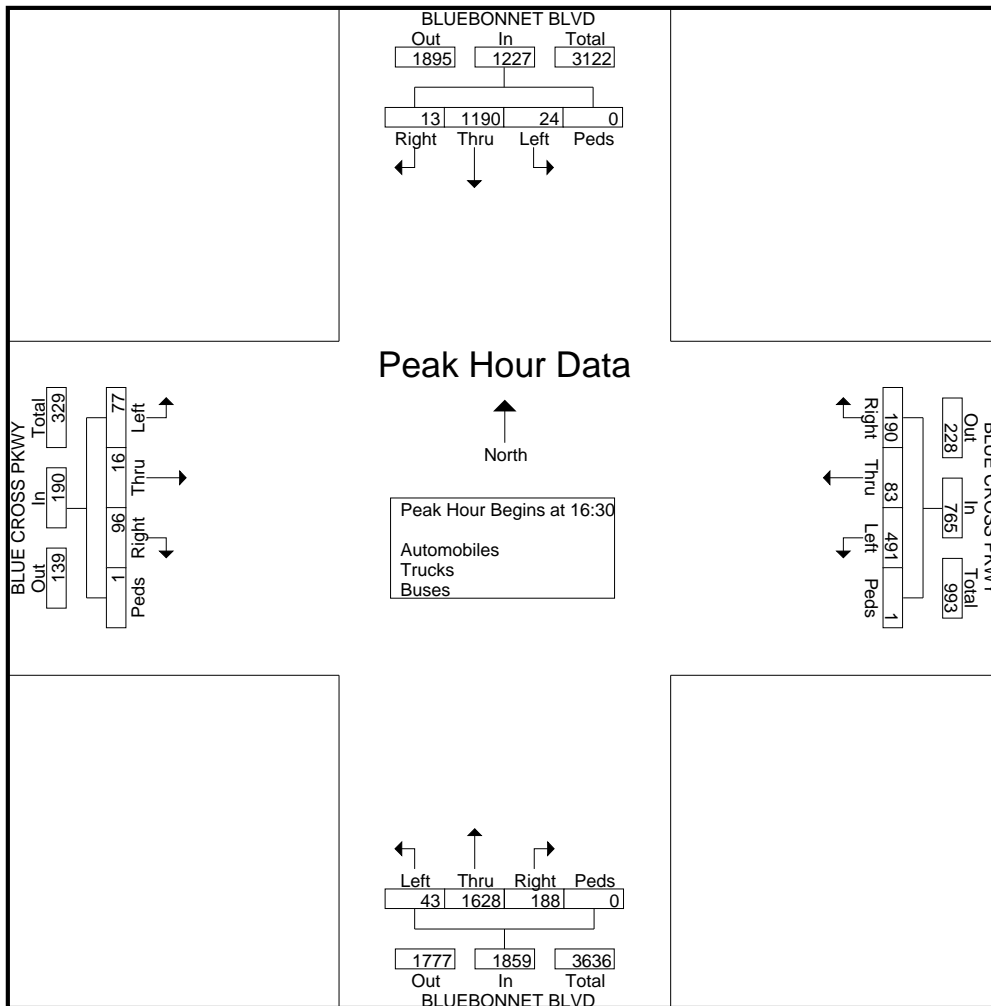 BLUEBONNET BLVD
Out In Total
1895 1227 3122
13 1190 24 0
Right Thru Left Peds
Peak Hour Data
North
Peak Hour Begins at 16:30
Automobiles
Trucks
Buses
BLUE CROSS PKWY
Out In Total
139 190 329
1 96 16 77
Peds Right Thru Left
BLUE CROSS PKWY
Out In Total
228 765 993
190 83 491 1
Right Thru Left Peds
Left Thru Right Peds
43 1628 188 0
1777 1859 3636
Out In Total
BLUEBONNET BLVD